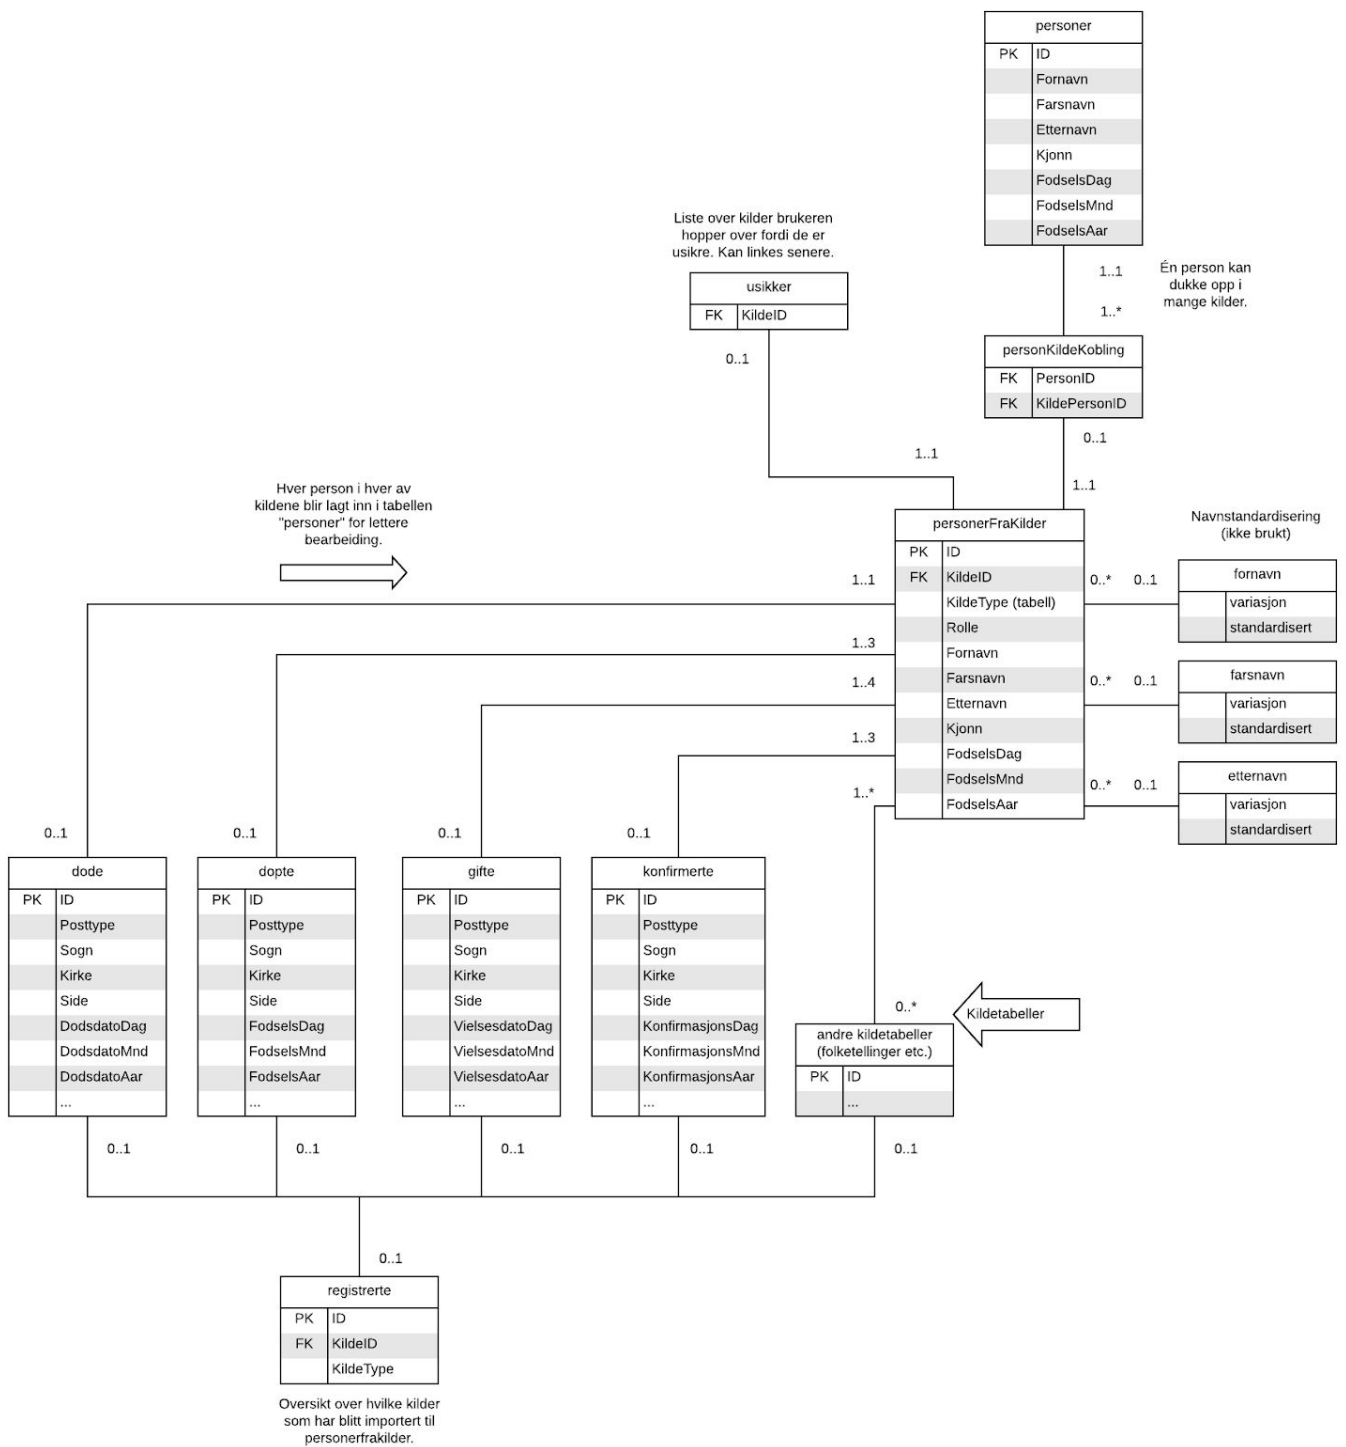 personer
PK ID
Fornavn
Farsnavn
Etternavn
Kjonn
FodselsDag
FodselsMnd
FodselsAar
1..1
1..*
Én person kan
dukke opp i
mange kilder.
Liste over kilder brukeren
hopper over fordi de er
usikre. Kan linkes senere.
usikker
FK KildeID
0..1
1..1
personKildeKobling
FK PersonID
FK KildePersonID
0..1
1..1
Hver person i hver av
kildene blir lagt inn i tabellen
"personer" for lettere
bearbeiding.
personerFraKilder
PK ID
FK KildeID
KildeType (tabell)
Rolle
Fornavn
Farsnavn
Etternavn
Kjonn
FodselsDag
FodselsMnd
FodselsAar
1..1
1..3
1..4
1..3
1..*
Navnstandardisering
(ikke brukt)
0..* 0..1
fornavn
variasjon
standardisert
0..* 0..1
farsnavn
variasjon
standardisert
0..* 0..1
etternavn
variasjon
standardisert
0..1
dode
PK ID
Posttype
Sogn
Kirke
Side
DodsdatoDag
DodsdatoMnd
DodsdatoAar
...
0..1
0..1
dopte
PK ID
Posttype
Sogn
Kirke
Side
FodselsDag
FodselsMnd
FodselsAar
...
0..1
0..1
gifte
PK ID
Posttype
Sogn
Kirke
Side
VielsesdatoDag
VielsesdatoMnd
VielsesdatoAar
...
0..1
0..1
konfirmerte
PK ID
Posttype
Sogn
Kirke
Side
KonfirmasjonsDag
KonfirmasjonsMnd
KonfirmasjonsAar
...
0..1
0..*
Kildetabeller
andre kildetabeller
(folketellinger etc.)
PK ID
...
0..1
0..1
registrerte
PK ID
FK KildeID
KildeType
Oversikt over hvilke kilder
som har blitt importert til
personerfrakilder.